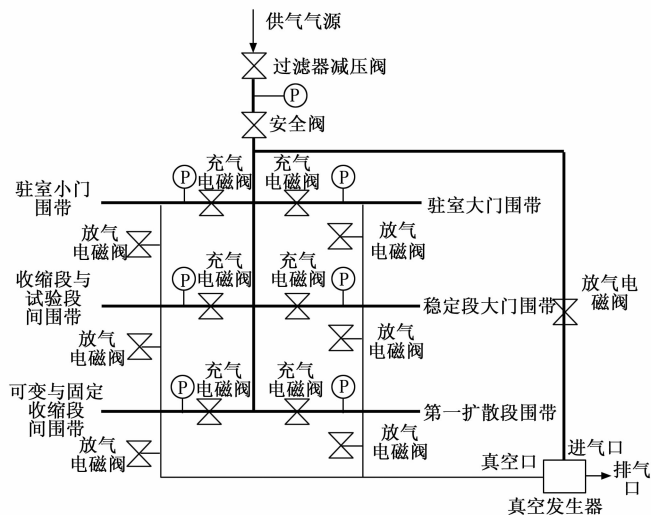 供气气源
过滤器减压阀
P
安全阀
充气
电磁阀
充气
电磁阀
P
P
驻室小门
围带
驻室大门围带
放气
电磁阀
放气
电磁阀
收缩段与
试验段
间围带
P
充气
电磁阀
充气
电磁阀
P
稳定段大门围带
放气电
磁阀
放气
电磁阀
放气
电磁阀
可变与固定
收缩段
间围带
P
充气
电磁阀
充气
电磁阀
P
第一扩散段围带
放气
电磁阀
放气
电磁阀
真空口
进气口
排气
口
真空发生器